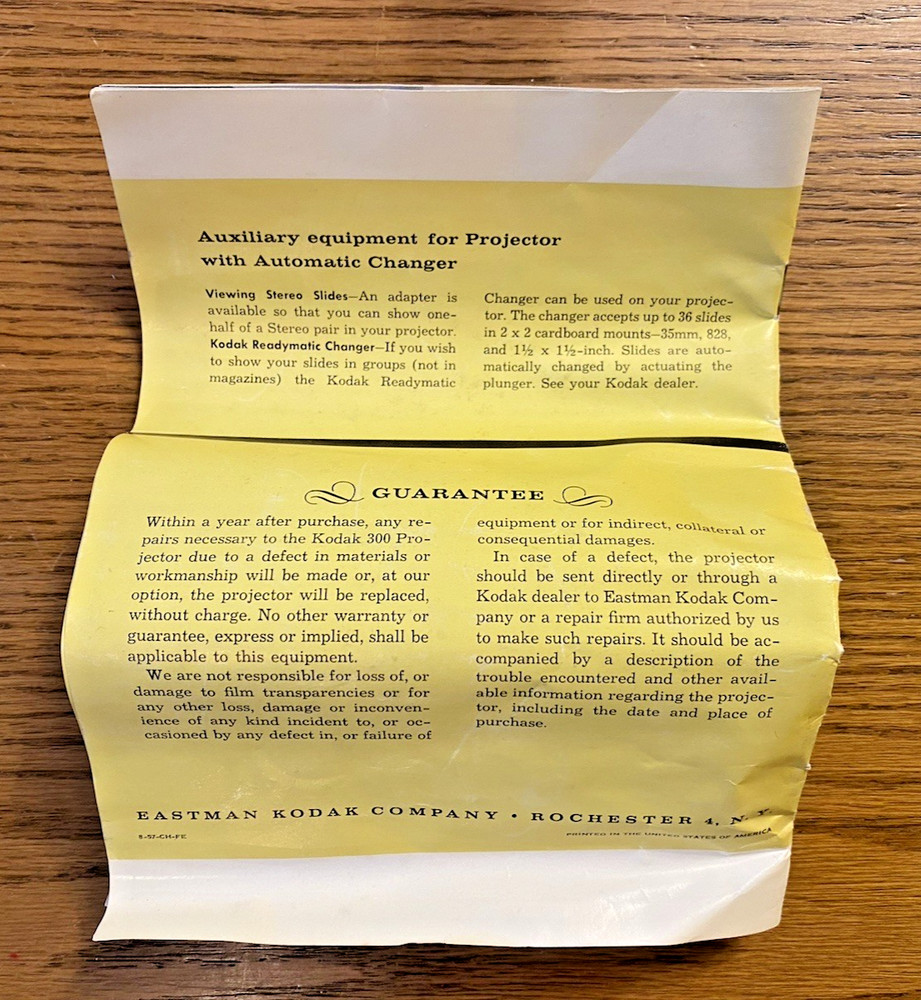 Auxiliary equipment for Projector
with Automatic Changer
Viewing Stereo Slides—An adapter is
available so that you can show one-
half of a Stereo pair in your projector.
Kodak Readymatic Changer—If you wish
to show your slides in groups (not in
magazines) the Kodak Readymatic
Changer can be used on your projec-
tor. The changer accepts up to 36 slides
in 2 x 2 cardboard mounts—35mm, 828,
and 1½ x 1½-inch. Slides are auto-
matically changed by actuating the
plunger. See your Kodak dealer.
GUARANTEE
Within a year after purchase, any re-
pairs necessary to the Kodak 300 Pro-
jector due to a defect in materials or
workmanship will be made or, at our
option, the projector will be replaced,
without charge. No other warranty or
guarantee, express or implied, shall be
applicable to this equipment.
We are not responsible for loss of, or
damage to film transparencies or for
any other loss, damage or inconven-
ience of any kind incident to, or oc-
casioned by any defect in, or failure of
equipment or for indirect, collateral or
consequential damages.
In case of a defect, the projector
should be sent directly or through a
Kodak dealer to Eastman Kodak Com-
pany or a repair firm authorized by us
to make such repairs. It should be ac-
companied by a description of the
trouble encountered and other avail-
able information regarding the projec-
tor, including the date and place of
purchase.
EASTMAN KODAK COMPANY • ROCHESTER 4, N. Y.
8-57-CH-FE
PRINTED IN THE UNITED STATES OF AMERICA